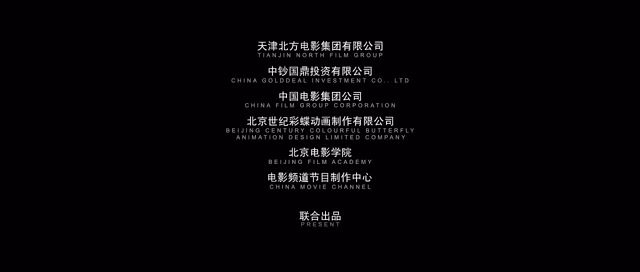 天津北方电影集团有限公司
TIANJIN NORTH FILM GROUP
中钞国鼎投资有限公司
CHINA GOLDDEAL INVESTMENT CO., LTD
中国电影集团公司
CHINA FILM GROUP CORPORATION
北京世纪彩蝶动画制作有限公司
BEIJING CENTURY COLOURFUL BUTTERFLY
ANIMATION DESIGN LIMITED COMPANY
北京电影学院
BEIJING FILM ACADEMY
电影频道节目制作中心
CHINA MOVIE CHANNEL
联合出品
PRESENT